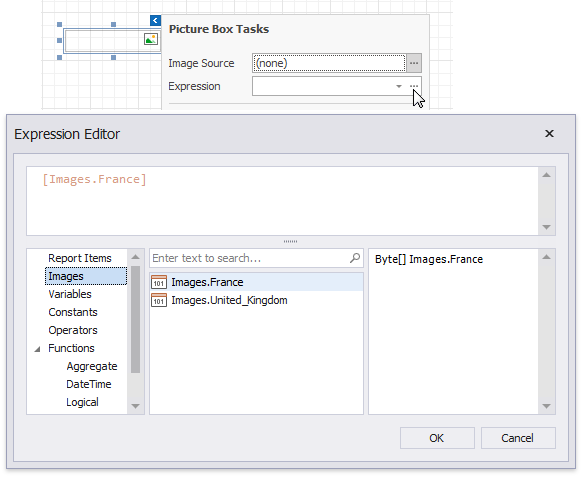 Picture Box Tasks
Image Source (none) ...
Expression ...
Expression Editor
[Images.France]
Report Items
Images
Variables
Constants
Operators
Functions
Aggregate
DateTime
Logical
Enter text to search...
101 Images.France
101 Images.United_Kingdom
Byte[] Images.France
OK Cancel